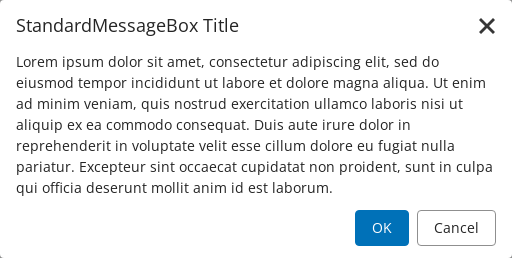 StandardMessageBox Title
Lorem ipsum dolor sit amet, consectetur adipiscing elit, sed do
eiusmod tempor incididunt ut labore et dolore magna aliqua. Ut enim
ad minim veniam, quis nostrud exercitation ullamco laboris nisi ut
aliquip ex ea commodo consequat. Duis aute irure dolor in
reprehenderit in voluptate velit esse cillum dolore eu fugiat nulla
pariatur. Excepteur sint occaecat cupidatat non proident, sunt in culpa
qui officia deserunt mollit anim id est laborum.
OK
Cancel